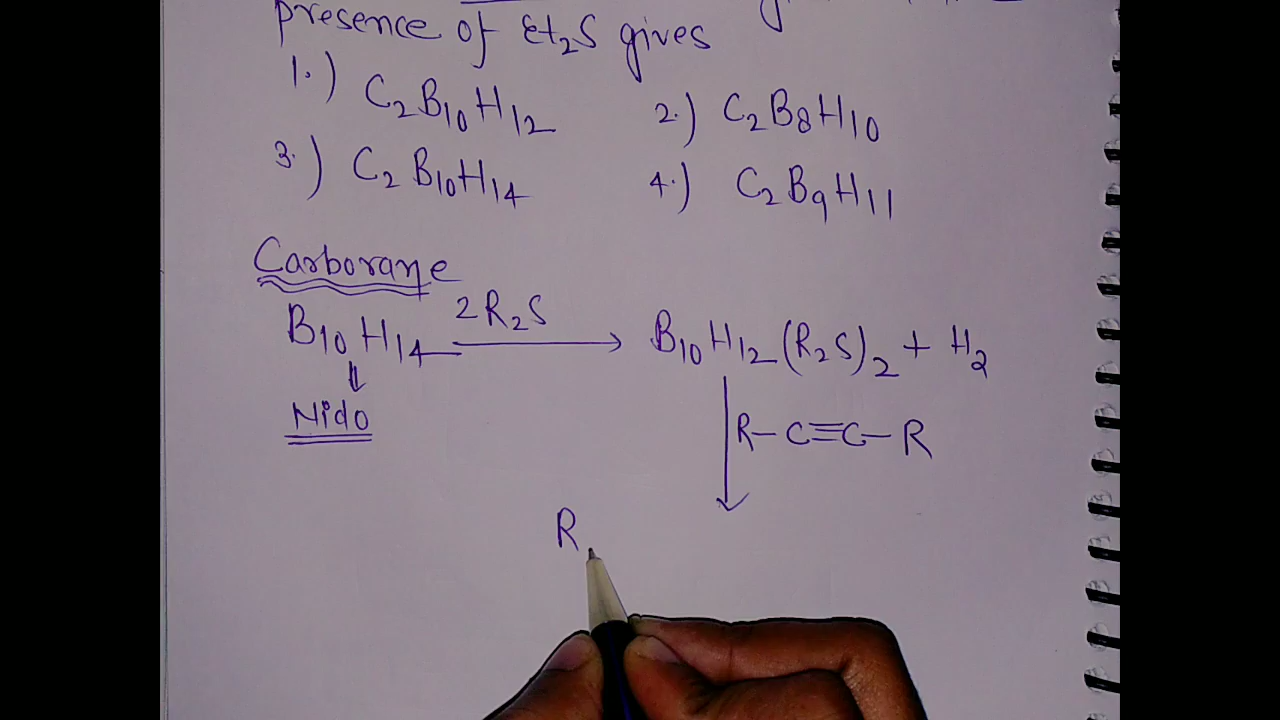 presence of Et₂S gives
1.) C₂B₁₀H₁₂ 2.) C₂B₈H₁₀
3.) C₂B₁₀H₁₄ 4.) C₂B₉H₁₁
Carborane
B₁₀H₁₄ 2R₂S → B₁₀H₁₂(R₂S)₂ + H₂
⇓
Nido
↓ R–C≡C–R
R